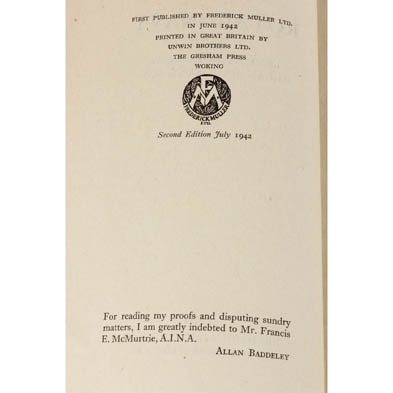 FIRST PUBLISHED BY FREDERICK MULLER LTD.
IN JUNE 1942
PRINTED IN GREAT BRITAIN BY
UNWIN BROTHERS LTD.
THE GRESHAM PRESS
WOKING
FM
FREDERICK MULLER
LTD.
Second Edition July 1942
For reading my proofs and disputing sundry
matters, I am greatly indebted to Mr. Francis
E. McMurtrie, A.I.N.A.
ALLAN BADDELEY